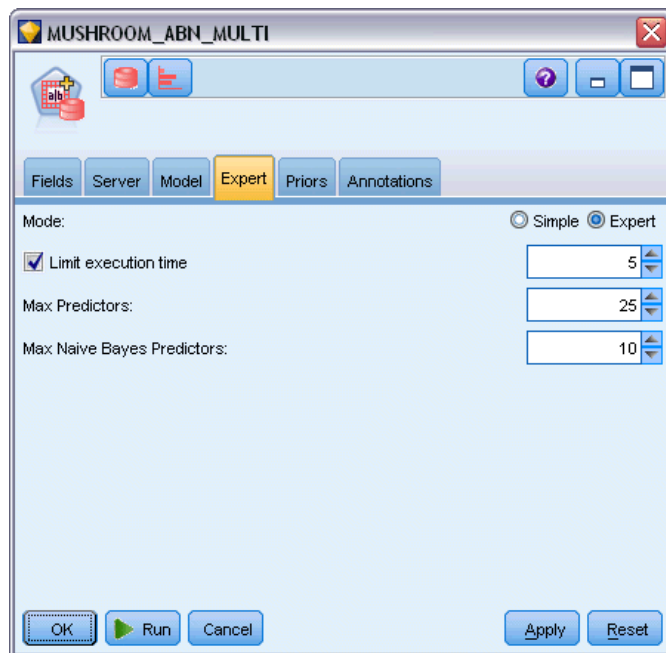 MUSHROOM_ABN_MULTI
a|b
Fields Server Model Expert Priors Annotations
Mode: Simple Expert
Limit execution time 5
Max Predictors: 25
Max Naive Bayes Predictors: 10
OK Run Cancel Apply Reset